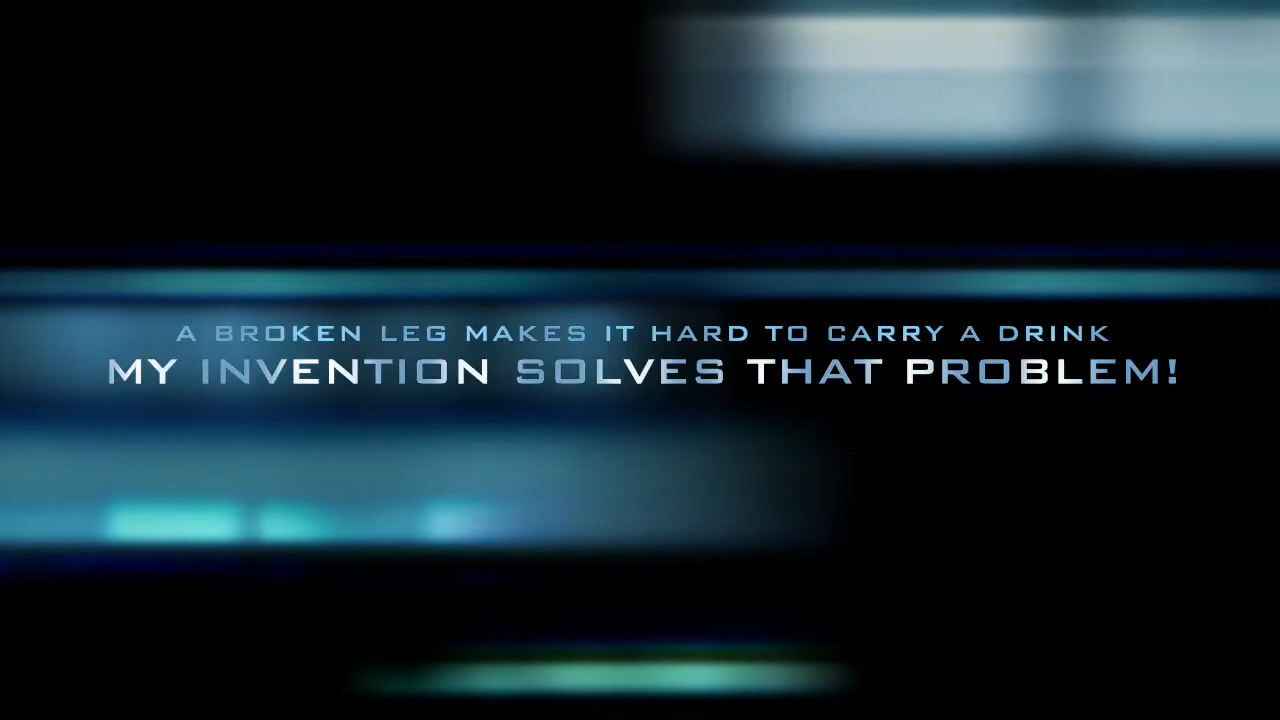 A BROKEN LEG MAKES IT HARD TO CARRY A DRINK
MY INVENTION SOLVES THAT PROBLEM!